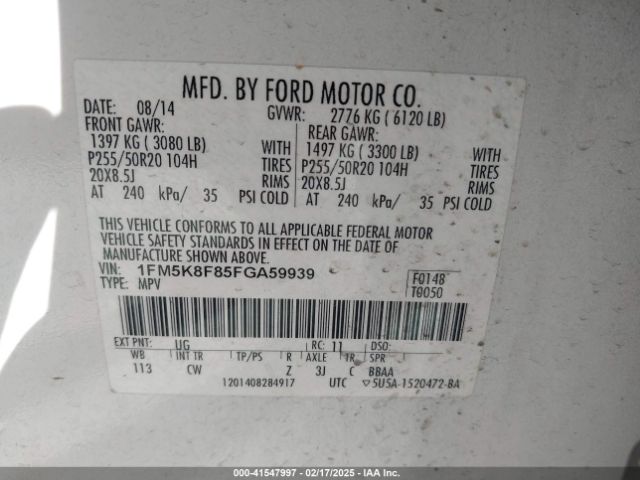 MFD. BY FORD MOTOR CO.
DATE: 08/14 GVWR: 2776 KG ( 6120 LB)
FRONT GAWR: REAR GAWR:
1397 KG ( 3080 LB) WITH 1497 KG ( 3300 LB) WITH
P255/50R20 104H TIRES P255/50R20 104H TIRES
20X8.5J RIMS 20X8.5J RIMS
AT 240 kPa/ 35 PSI COLD AT 240 kPa/ 35 PSI COLD
THIS VEHICLE CONFORMS TO ALL APPLICABLE FEDERAL MOTOR
VEHICLE SAFETY STANDARDS IN EFFECT ON THE DATE OF
MANUFACTURE SHOWN ABOVE.
VIN: 1FM5K8F85FGA59939 F0148
TYPE: MPV T0050
EXT PNT: UG RC: 11 DSO:
WB INT TR TP/PS R AXLE TR SPR
113 CW Z 3J C BBAA
1201408284917 UTC ▽5U5A-1520472-BA
000-41547997 - 02/17/2025 - IAA Inc.